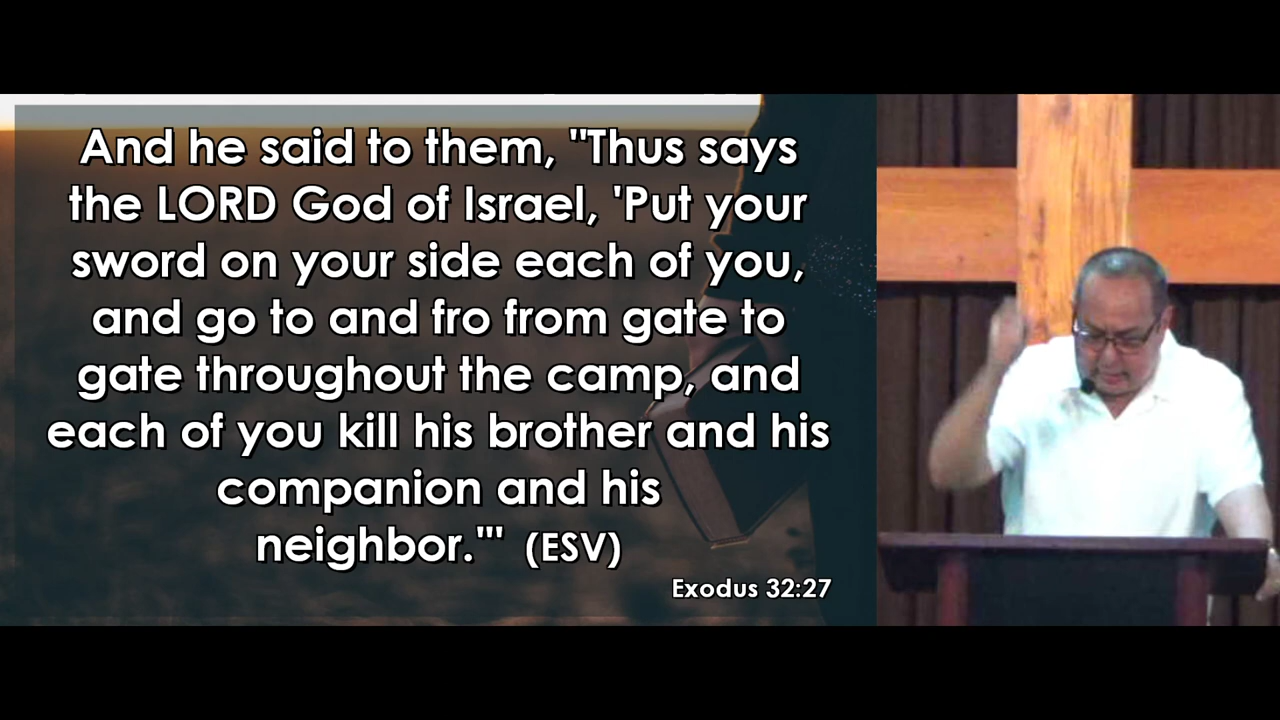 And he said to them, "Thus says
the LORD God of Israel, 'Put your
sword on your side each of you,
and go to and fro from gate to
gate throughout the camp, and
each of you kill his brother and his
companion and his
neighbor.'" (ESV)
Exodus 32:27